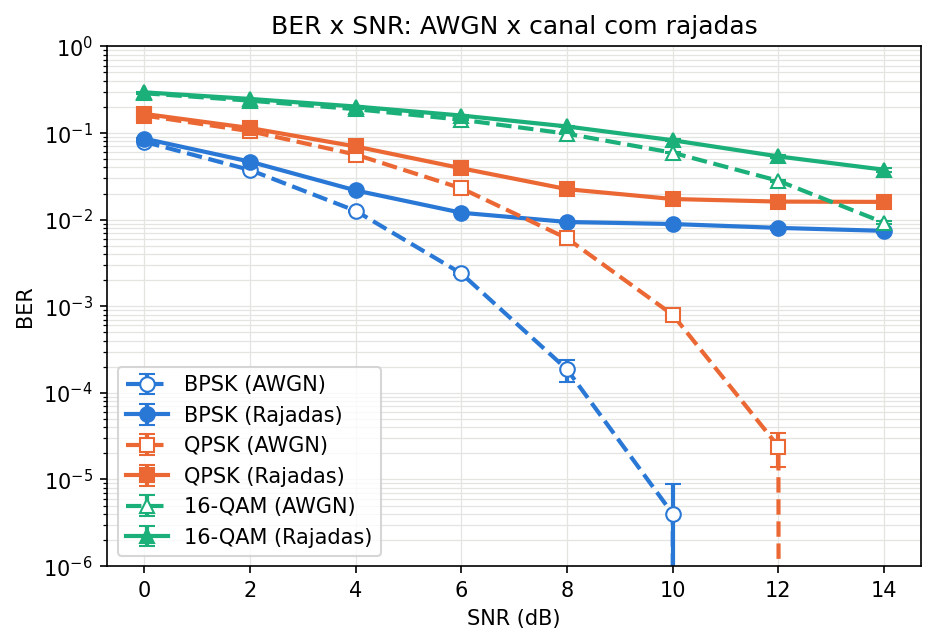 BER x SNR: AWGN x canal com rajadas
BER
10^0
10^-1
10^-2
10^-3
10^-4
10^-5
10^-6
BPSK (AWGN)
BPSK (Rajadas)
QPSK (AWGN)
QPSK (Rajadas)
16-QAM (AWGN)
16-QAM (Rajadas)
0 2 4 6 8 10 12 14
SNR (dB)